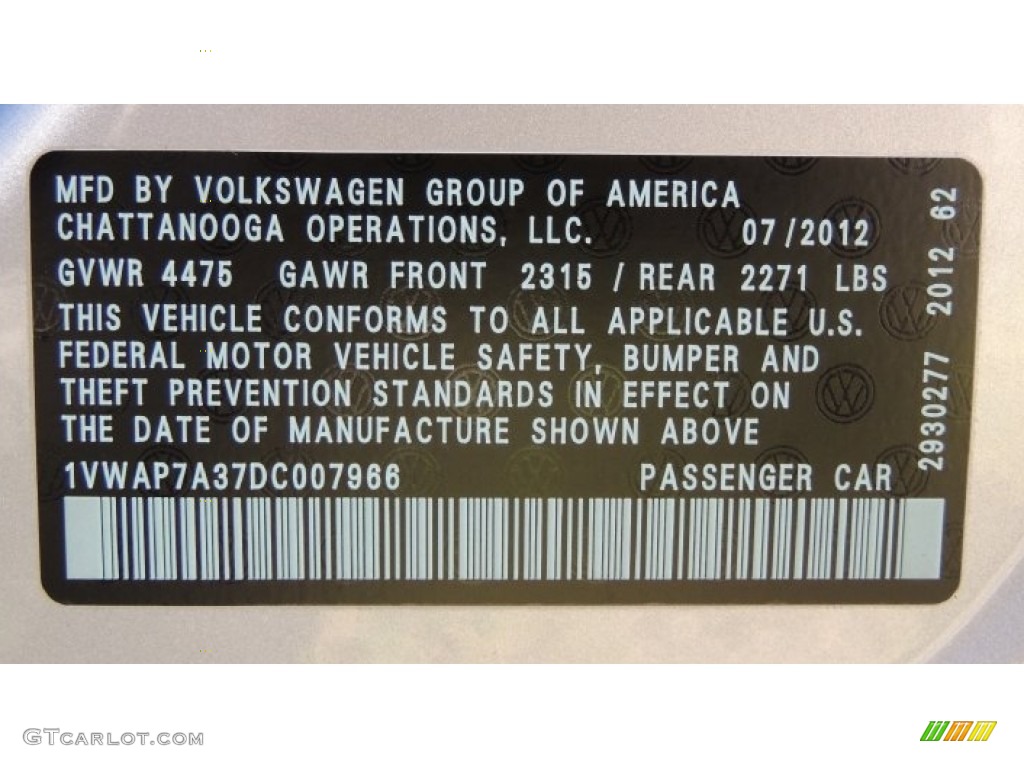 MFD BY VOLKSWAGEN GROUP OF AMERICA
CHATTANOOGA OPERATIONS, LLC. 07/2012
GVWR 4475 GAWR FRONT 2315 / REAR 2271 LBS
THIS VEHICLE CONFORMS TO ALL APPLICABLE U.S.
FEDERAL MOTOR VEHICLE SAFETY, BUMPER AND
THEFT PREVENTION STANDARDS IN EFFECT ON
THE DATE OF MANUFACTURE SHOWN ABOVE
1VWAP7A37DC007966 PASSENGER CAR
2930277 2012 62
GTCARLOT.COM